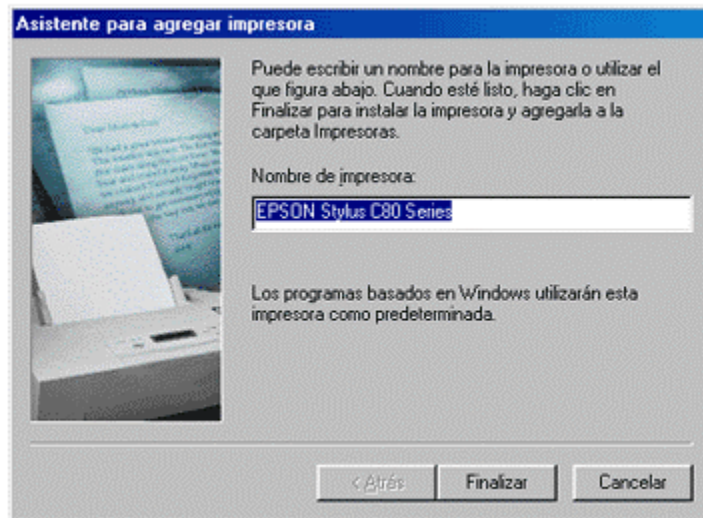 Asistente para agregar impresora
Puede escribir un nombre para la impresora o utilizar el
que figura abajo. Cuando esté listo, haga clic en
Finalizar para instalar la impresora y agregarla a la
carpeta Impresoras.
Nombre de impresora:
EPSON Stylus C80 Series
Los programas basados en Windows utilizarán esta
impresora como predeterminada.
< Atrás
Finalizar
Cancelar